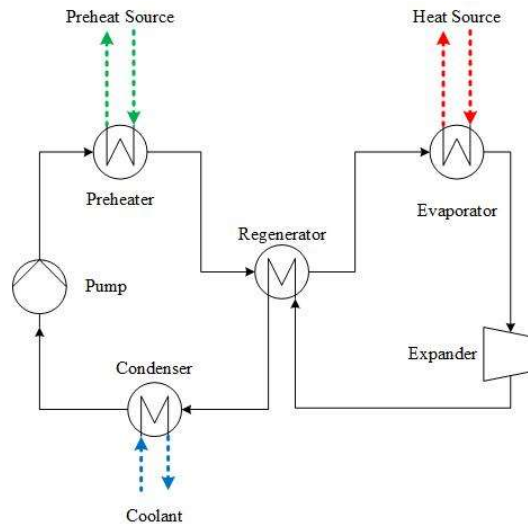 Preheat Source
Heat Source
Preheater
Evaporator
Regenerator
Pump
Expander
Condenser
Coolant